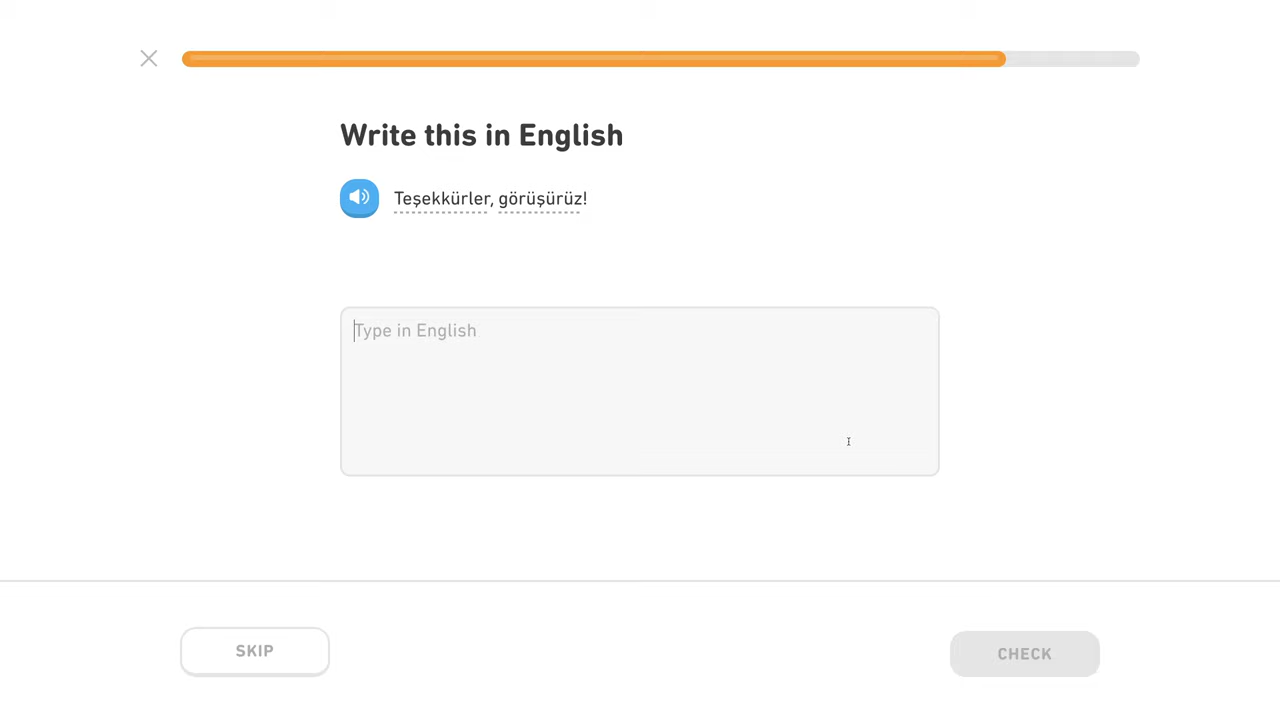 Write this in English
Teşekkürler, görüşürüz!
Type in English
SKIP
CHECK